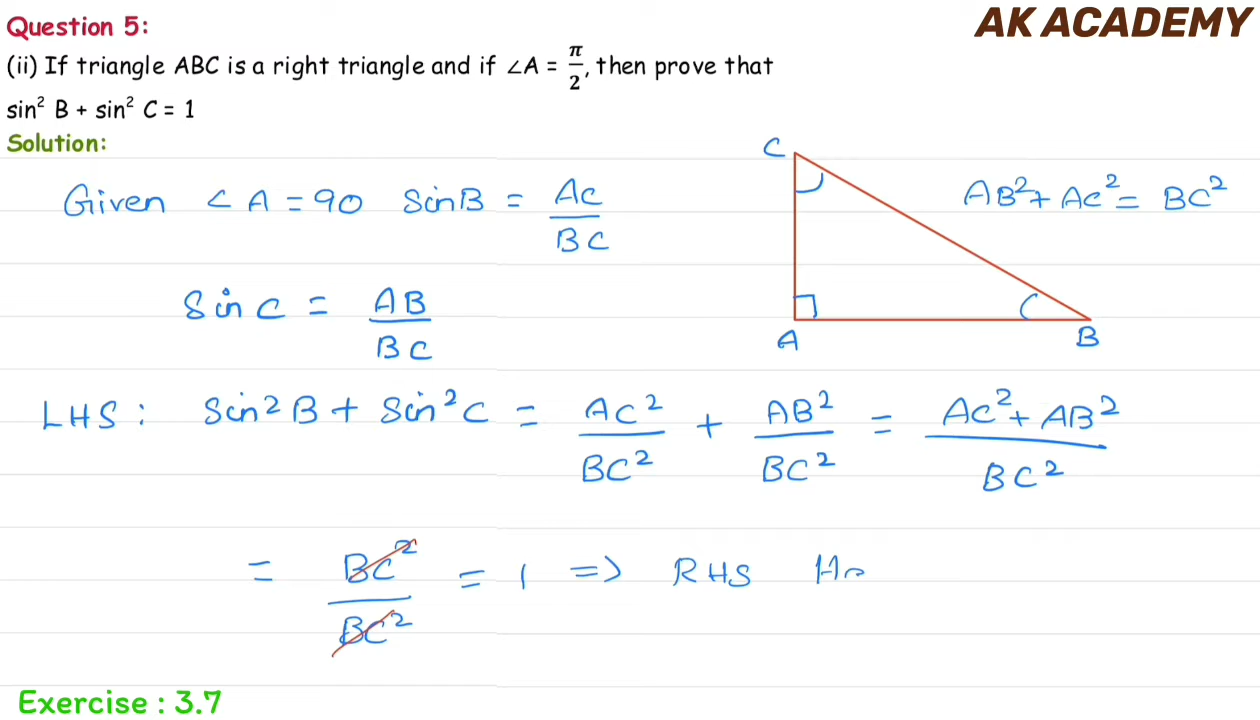 Question 5:
AK ACADEMY
(ii) If triangle ABC is a right triangle and if ∠A = π/2, then prove that
sin² B + sin² C = 1
Solution:
Given ∠A = 90 SinB = AC/BC
C
AB² + AC² = BC²
Sin C = AB/BC
A
B
LHS : Sin² B + Sin² C = AC²/BC² + AB²/BC² = AC² + AB²/BC²
= BC²/BC² = 1 => RHS
Exercise : 3.7